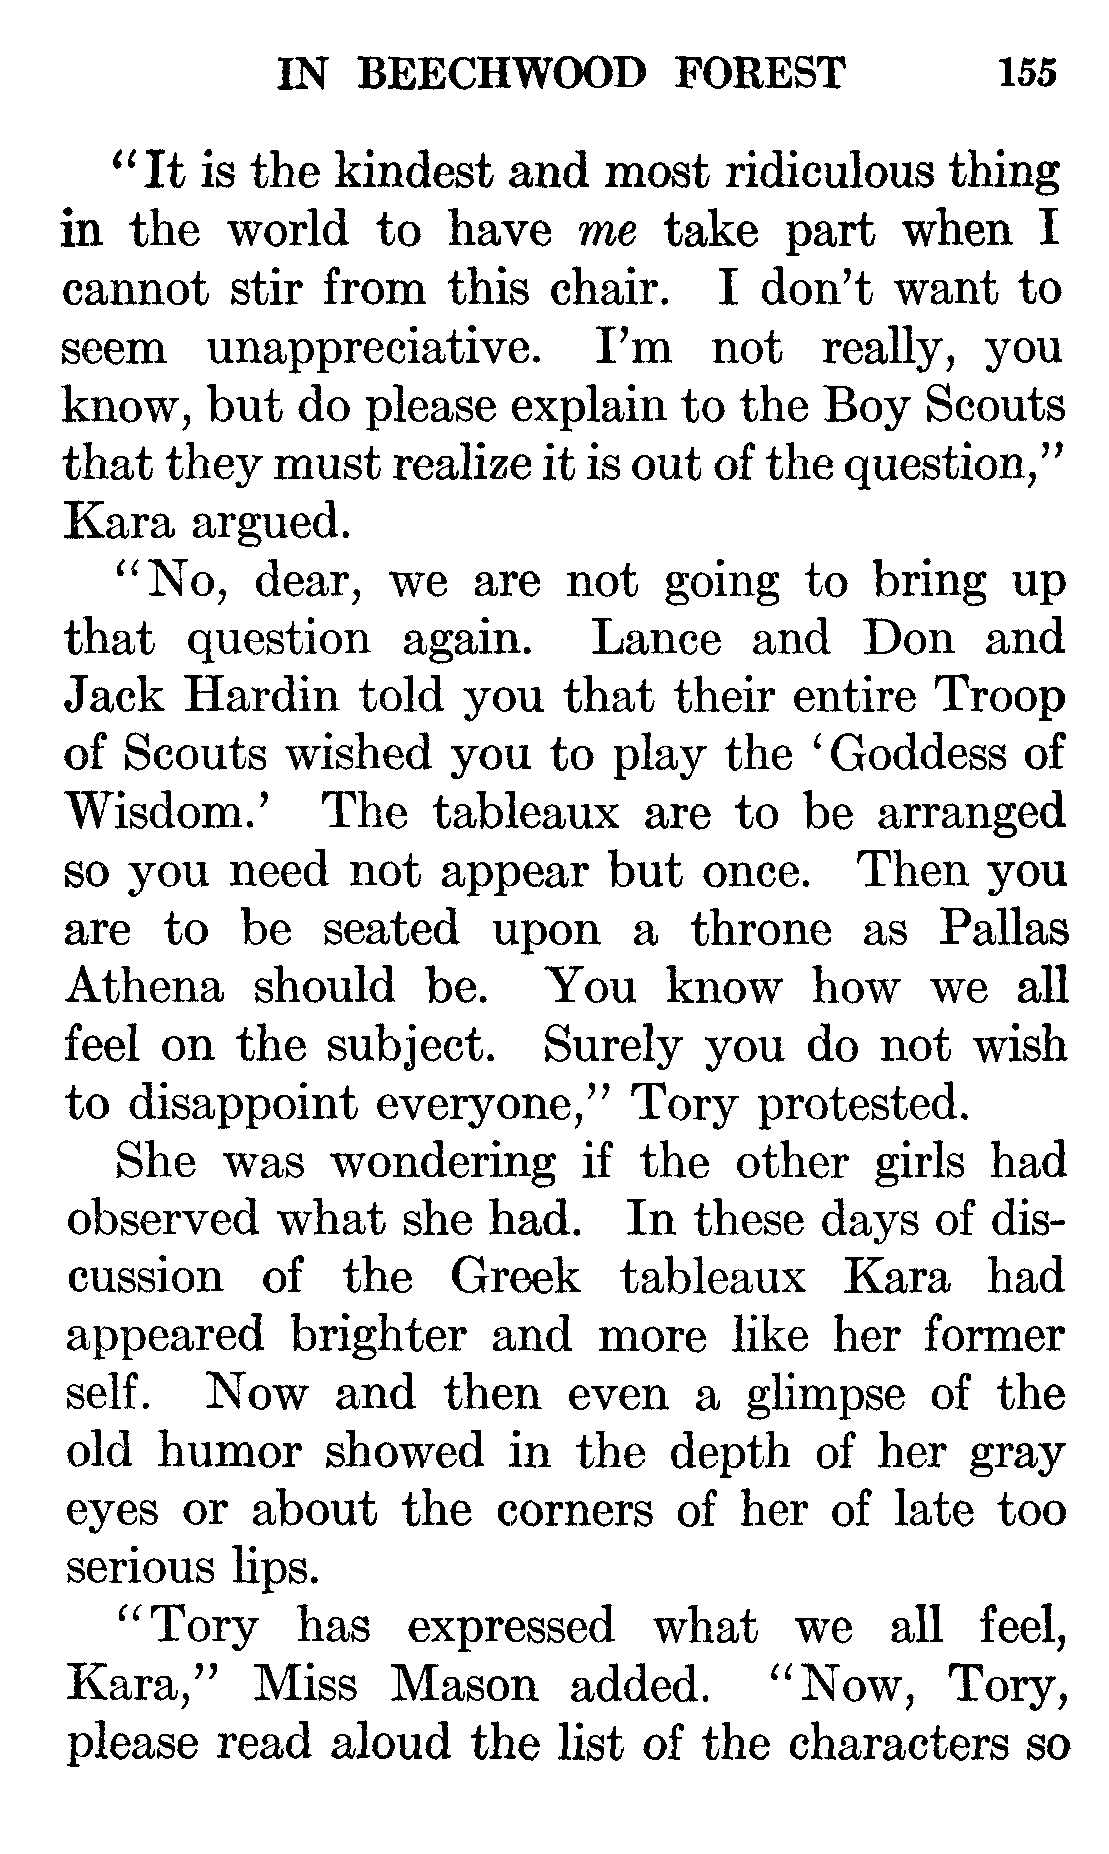 IN BEECHWOOD FOREST 155
“It is the kindest and most ridiculous thing
in the world to have me take part when I
cannot stir from this chair. I don’t want to
seem unappreciative. I’m not really, you
know, but do please explain to the Boy Scouts
that they must realize it is out of the question,”
Kara argued.
“No, dear, we are not going to bring up
that question again. Lance and Don and
Jack Hardin told you that their entire Troop
of Scouts wished you to play the ‘Goddess of
Wisdom.’ The tableaux are to be arranged
so you need not appear but once. Then you
are to be seated upon a throne as Pallas
Athena should be. You know how we all
feel on the subject. Surely you do not wish
to disappoint everyone,” Tory protested.
She was wondering if the other girls had
observed what she had. In these days of dis-
cussion of the Greek tableaux Kara had
appeared brighter and more like her former
self. Now and then even a glimpse of the
old humor showed in the depth of her gray
eyes or about the corners of her of late too
serious lips.
“Tory has expressed what we all feel,
Kara,” Miss Mason added. “Now, Tory,
please read aloud the list of the characters so